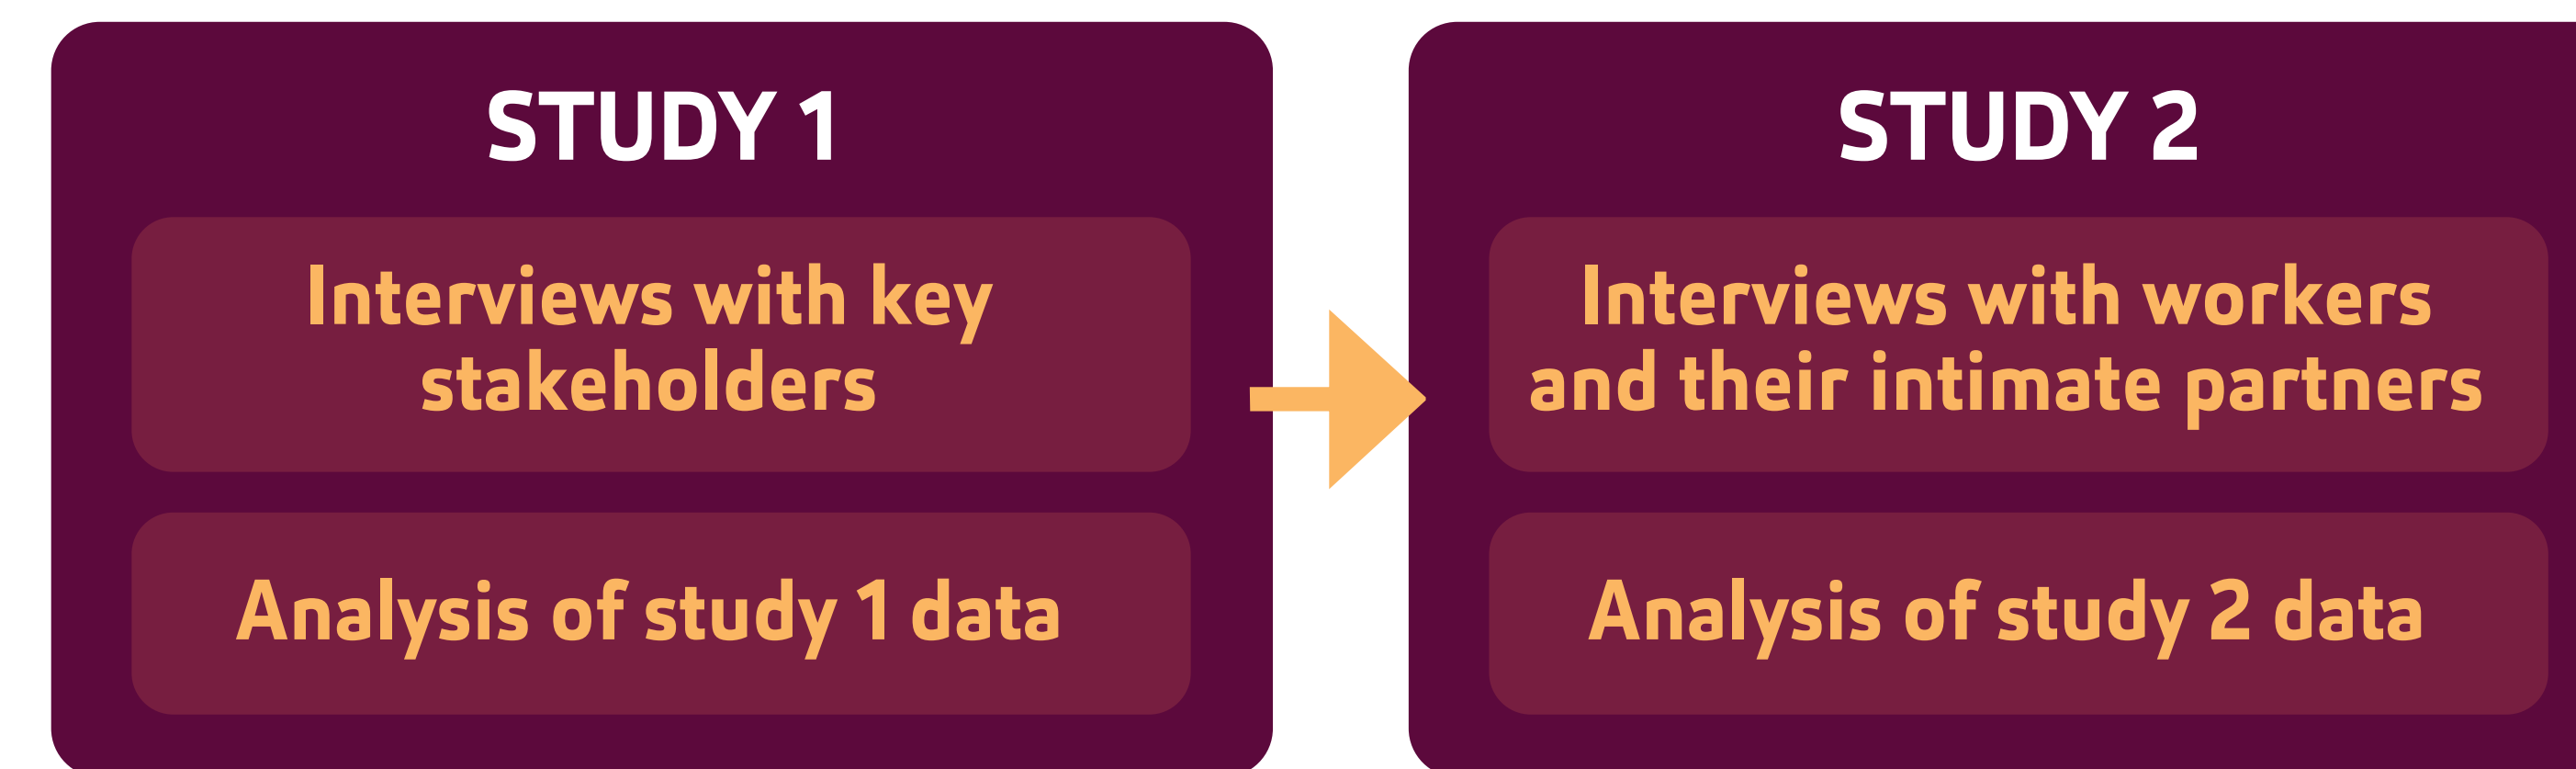 STUDY 1
Interviews with key
stakeholders
Analysis of study 1 data
STUDY 2
Interviews with workers
and their intimate partners
Analysis of study 2 data